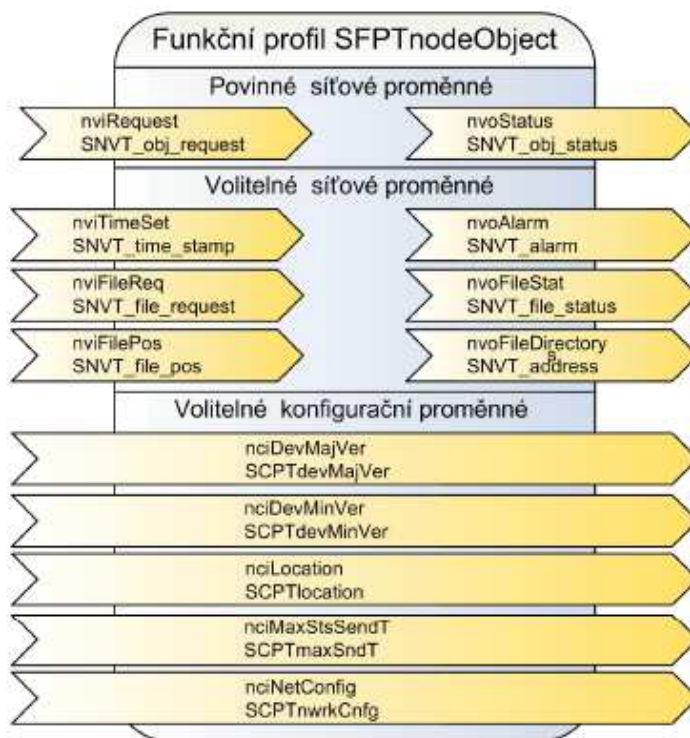 Funkční profil SFPTnodeObject
Povinné síťové proměnné
nviRequest
SNVT_obj_request
nvoStatus
SNVT_obj_status
Volitelné síťové proměnné
nviTimeSet
SNVT_time_stamp
nvoAlarm
SNVT_alarm
nviFileReq
SNVT_file_request
nvoFileStat
SNVT_file_status
nviFilePos
SNVT_file_pos
nvoFileDirectory
s
SNVT_address
Volitelné konfigurační proměnné
nciDevMajVer
SCPTdevMajVer
nciDevMinVer
SCPTdevMinVer
nciLocation
SCPTlocation
nciMaxStsSendT
SCPTmaxSndT
nciNetConfig
SCPTnwrkCnfg